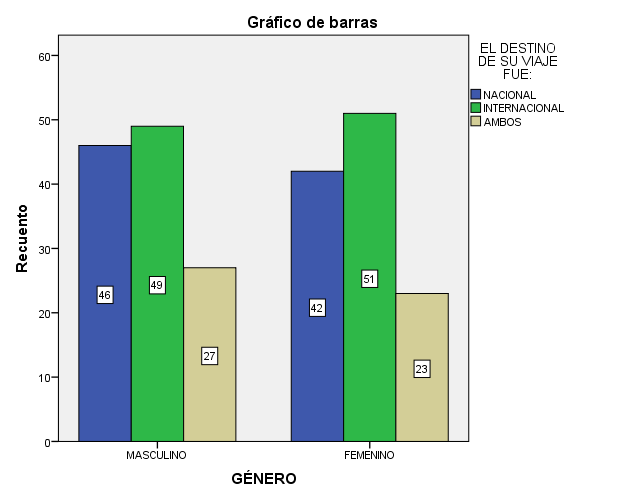 Gráfico de barras
EL DESTINO
DE SU VIAJE
FUE:
NACIONAL
INTERNACIONAL
AMBOS
Recuento
60
50
40
30
20
10
0
46
49
27
42
51
23
MASCULINO
FEMENINO
GÉNERO